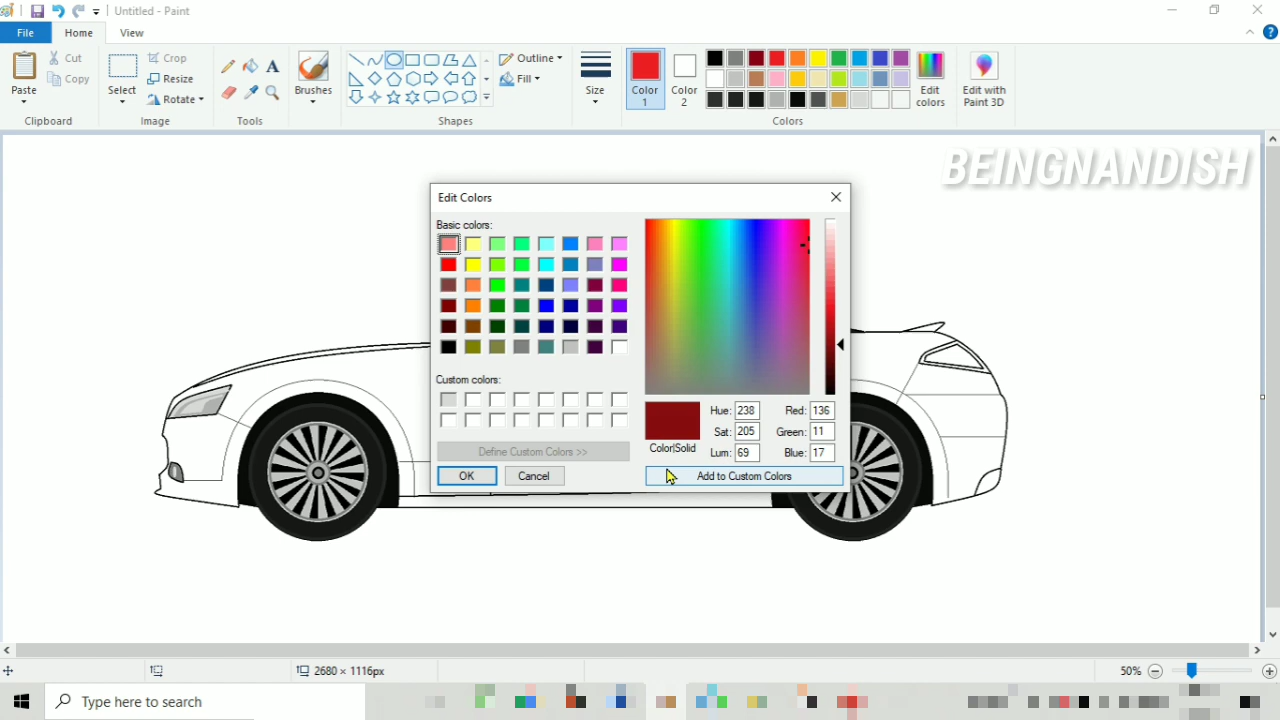 Untitled - Paint
File Home View
Paste
Cut
Copy
Clipboard
Select
Crop
Resize
Rotate
Image
A
Tools
Brushes
Outline
Fill
Shapes
Size
Color 1
Color 2
Edit colors
Colors
Edit with Paint 3D
BEINGNANDISH
Edit Colors
Basic colors:
Custom colors:
Define Custom Colors >>
OK Cancel
Color|Solid
Hue: 238 Red: 136
Sat: 205 Green: 11
Lum: 69 Blue: 17
Add to Custom Colors
2680 × 1116px
50%
Type here to search